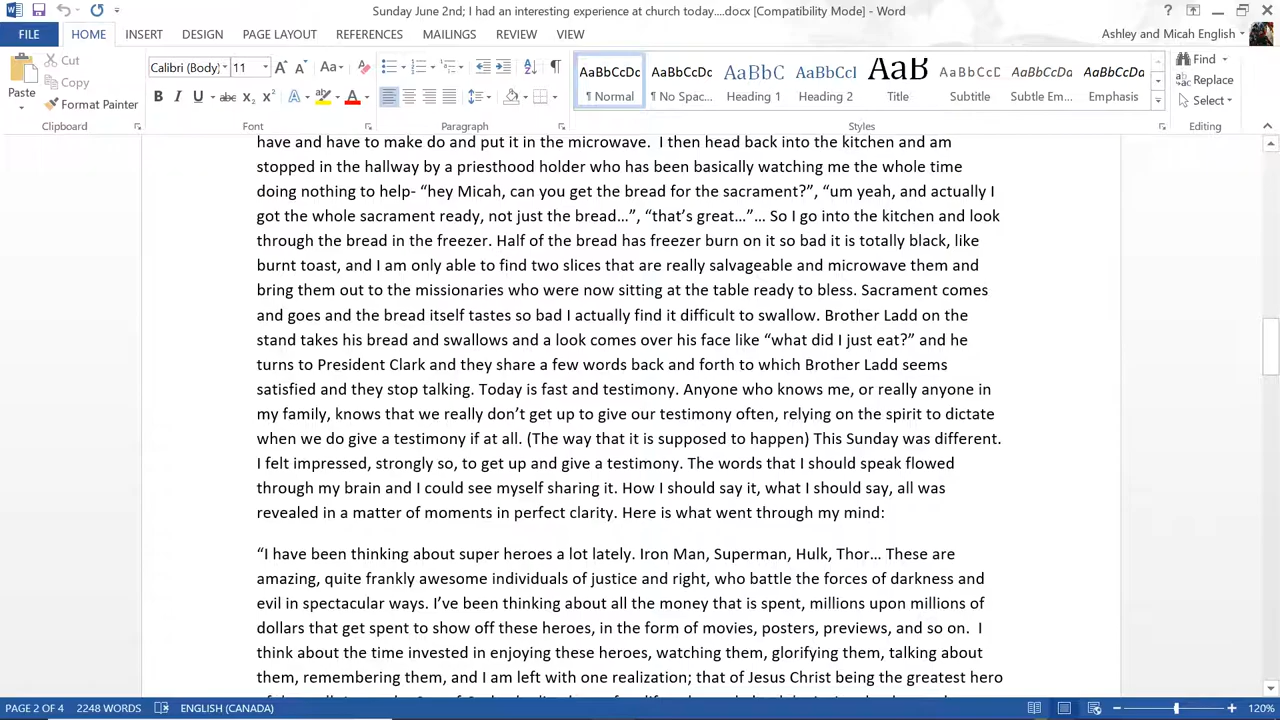 Sunday June 2nd; I had an interesting experience at church today....docx [Compatibility Mode] - Word
FILE HOME INSERT DESIGN PAGE LAYOUT REFERENCES MAILINGS REVIEW VIEW Ashley and Micah English
Paste
Cut
Copy
Format Painter
Clipboard
Calibri (Body) 11
Font
Paragraph
AaBbCcDc AaBbCcDc AaBbC AaBbCcI AaB AaBbCcD AaBbCcDc AaBbCcDc
¶ Normal ¶ No Spac... Heading 1 Heading 2 Title Subtitle Subtle Em... Emphasis
Styles
Find
Replace
Select
Editing
have and have to make do and put it in the microwave. I then head back into the kitchen and am
stopped in the hallway by a priesthood holder who has been basically watching me the whole time
doing nothing to help- “hey Micah, can you get the bread for the sacrament?”, “um yeah, and actually I
got the whole sacrament ready, not just the bread…”, “that’s great…”… So I go into the kitchen and look
through the bread in the freezer. Half of the bread has freezer burn on it so bad it is totally black, like
burnt toast, and I am only able to find two slices that are really salvageable and microwave them and
bring them out to the missionaries who were now sitting at the table ready to bless. Sacrament comes
and goes and the bread itself tastes so bad I actually find it difficult to swallow. Brother Ladd on the
stand takes his bread and swallows and a look comes over his face like “what did I just eat?” and he
turns to President Clark and they share a few words back and forth to which Brother Ladd seems
satisfied and they stop talking. Today is fast and testimony. Anyone who knows me, or really anyone in
my family, knows that we really don’t get up to give our testimony often, relying on the spirit to dictate
when we do give a testimony if at all. (The way that it is supposed to happen) This Sunday was different.
I felt impressed, strongly so, to get up and give a testimony. The words that I should speak flowed
through my brain and I could see myself sharing it. How I should say it, what I should say, all was
revealed in a matter of moments in perfect clarity. Here is what went through my mind:
“I have been thinking about super heroes a lot lately. Iron Man, Superman, Hulk, Thor… These are
amazing, quite frankly awesome individuals of justice and right, who battle the forces of darkness and
evil in spectacular ways. I’ve been thinking about all the money that is spent, millions upon millions of
dollars that get spent to show off these heroes, in the form of movies, posters, previews, and so on. I
think about the time invested in enjoying these heroes, watching them, glorifying them, talking about
them, remembering them, and I am left with one realization; that of Jesus Christ being the greatest hero
PAGE 2 OF 4 2248 WORDS ENGLISH (CANADA) 120%